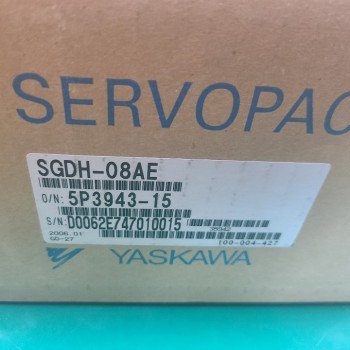 SERVOPAC
SGDH-08AE
O/N: 5P3943-15
S/N: D0062E747010015
2006.01
100-004-427
YASKAWA